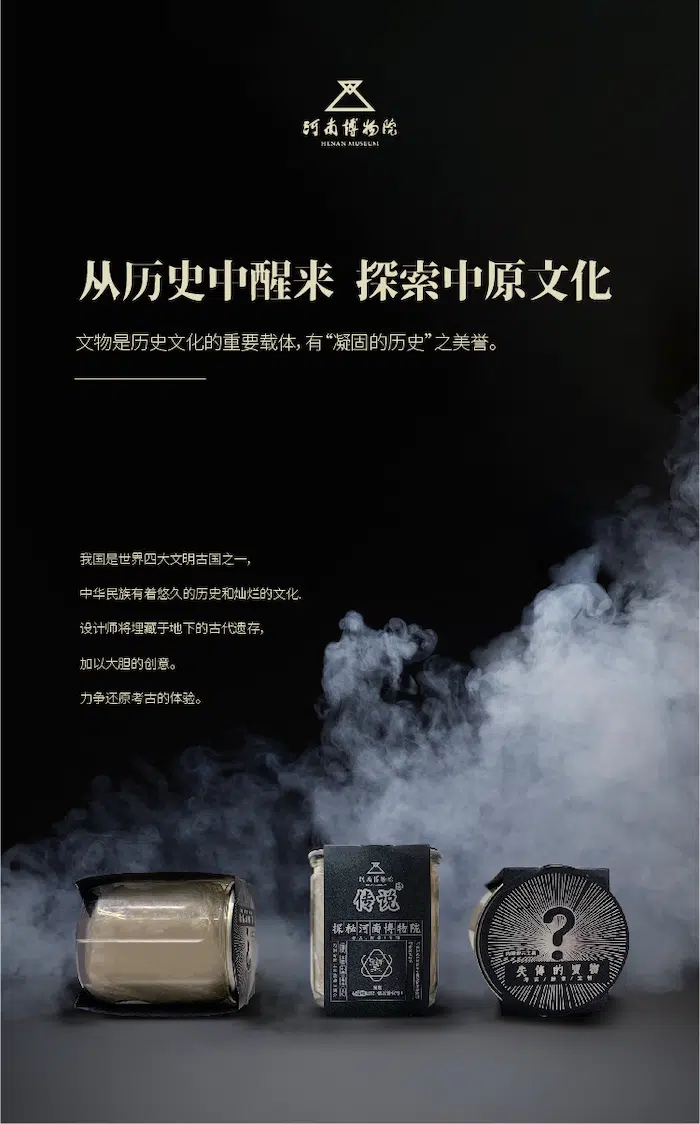 河南博物院
HENAN MUSEUM
从历史中醒来 探索中原文化
文物是历史文化的重要载体，有“凝固的历史”之美誉。
我国是世界四大文明古国之一，
中华民族有着悠久的历史和灿烂的文化.
设计师将埋藏于地下的古代遗存，
加以大胆的创意。
力争还原考古的体验。
河南博物院
传说
探秘河南博物院
?
失传的宝物